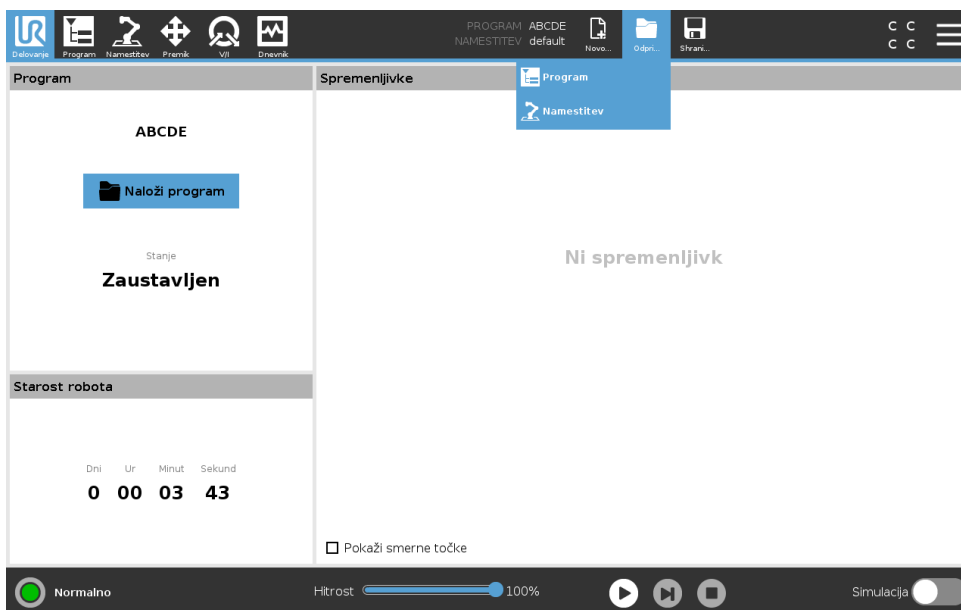 UR
Delovanje
Program
Namestitev
Premik
V/I
Dnevnik
PROGRAM ABCDE
NAMESTITEV default
Novo...
Odpri...
Shrani...
C C
C C
Program
Namestitev
Program
ABCDE
Naloži program
Stanje
Zaustavljen
Starost robota
Dni Ur Minut Sekund
0 00 03 43
Spremenljivke
Ni spremenljivk
Pokaži smerne točke
Normalno
Hitrost 100%
Simulacija